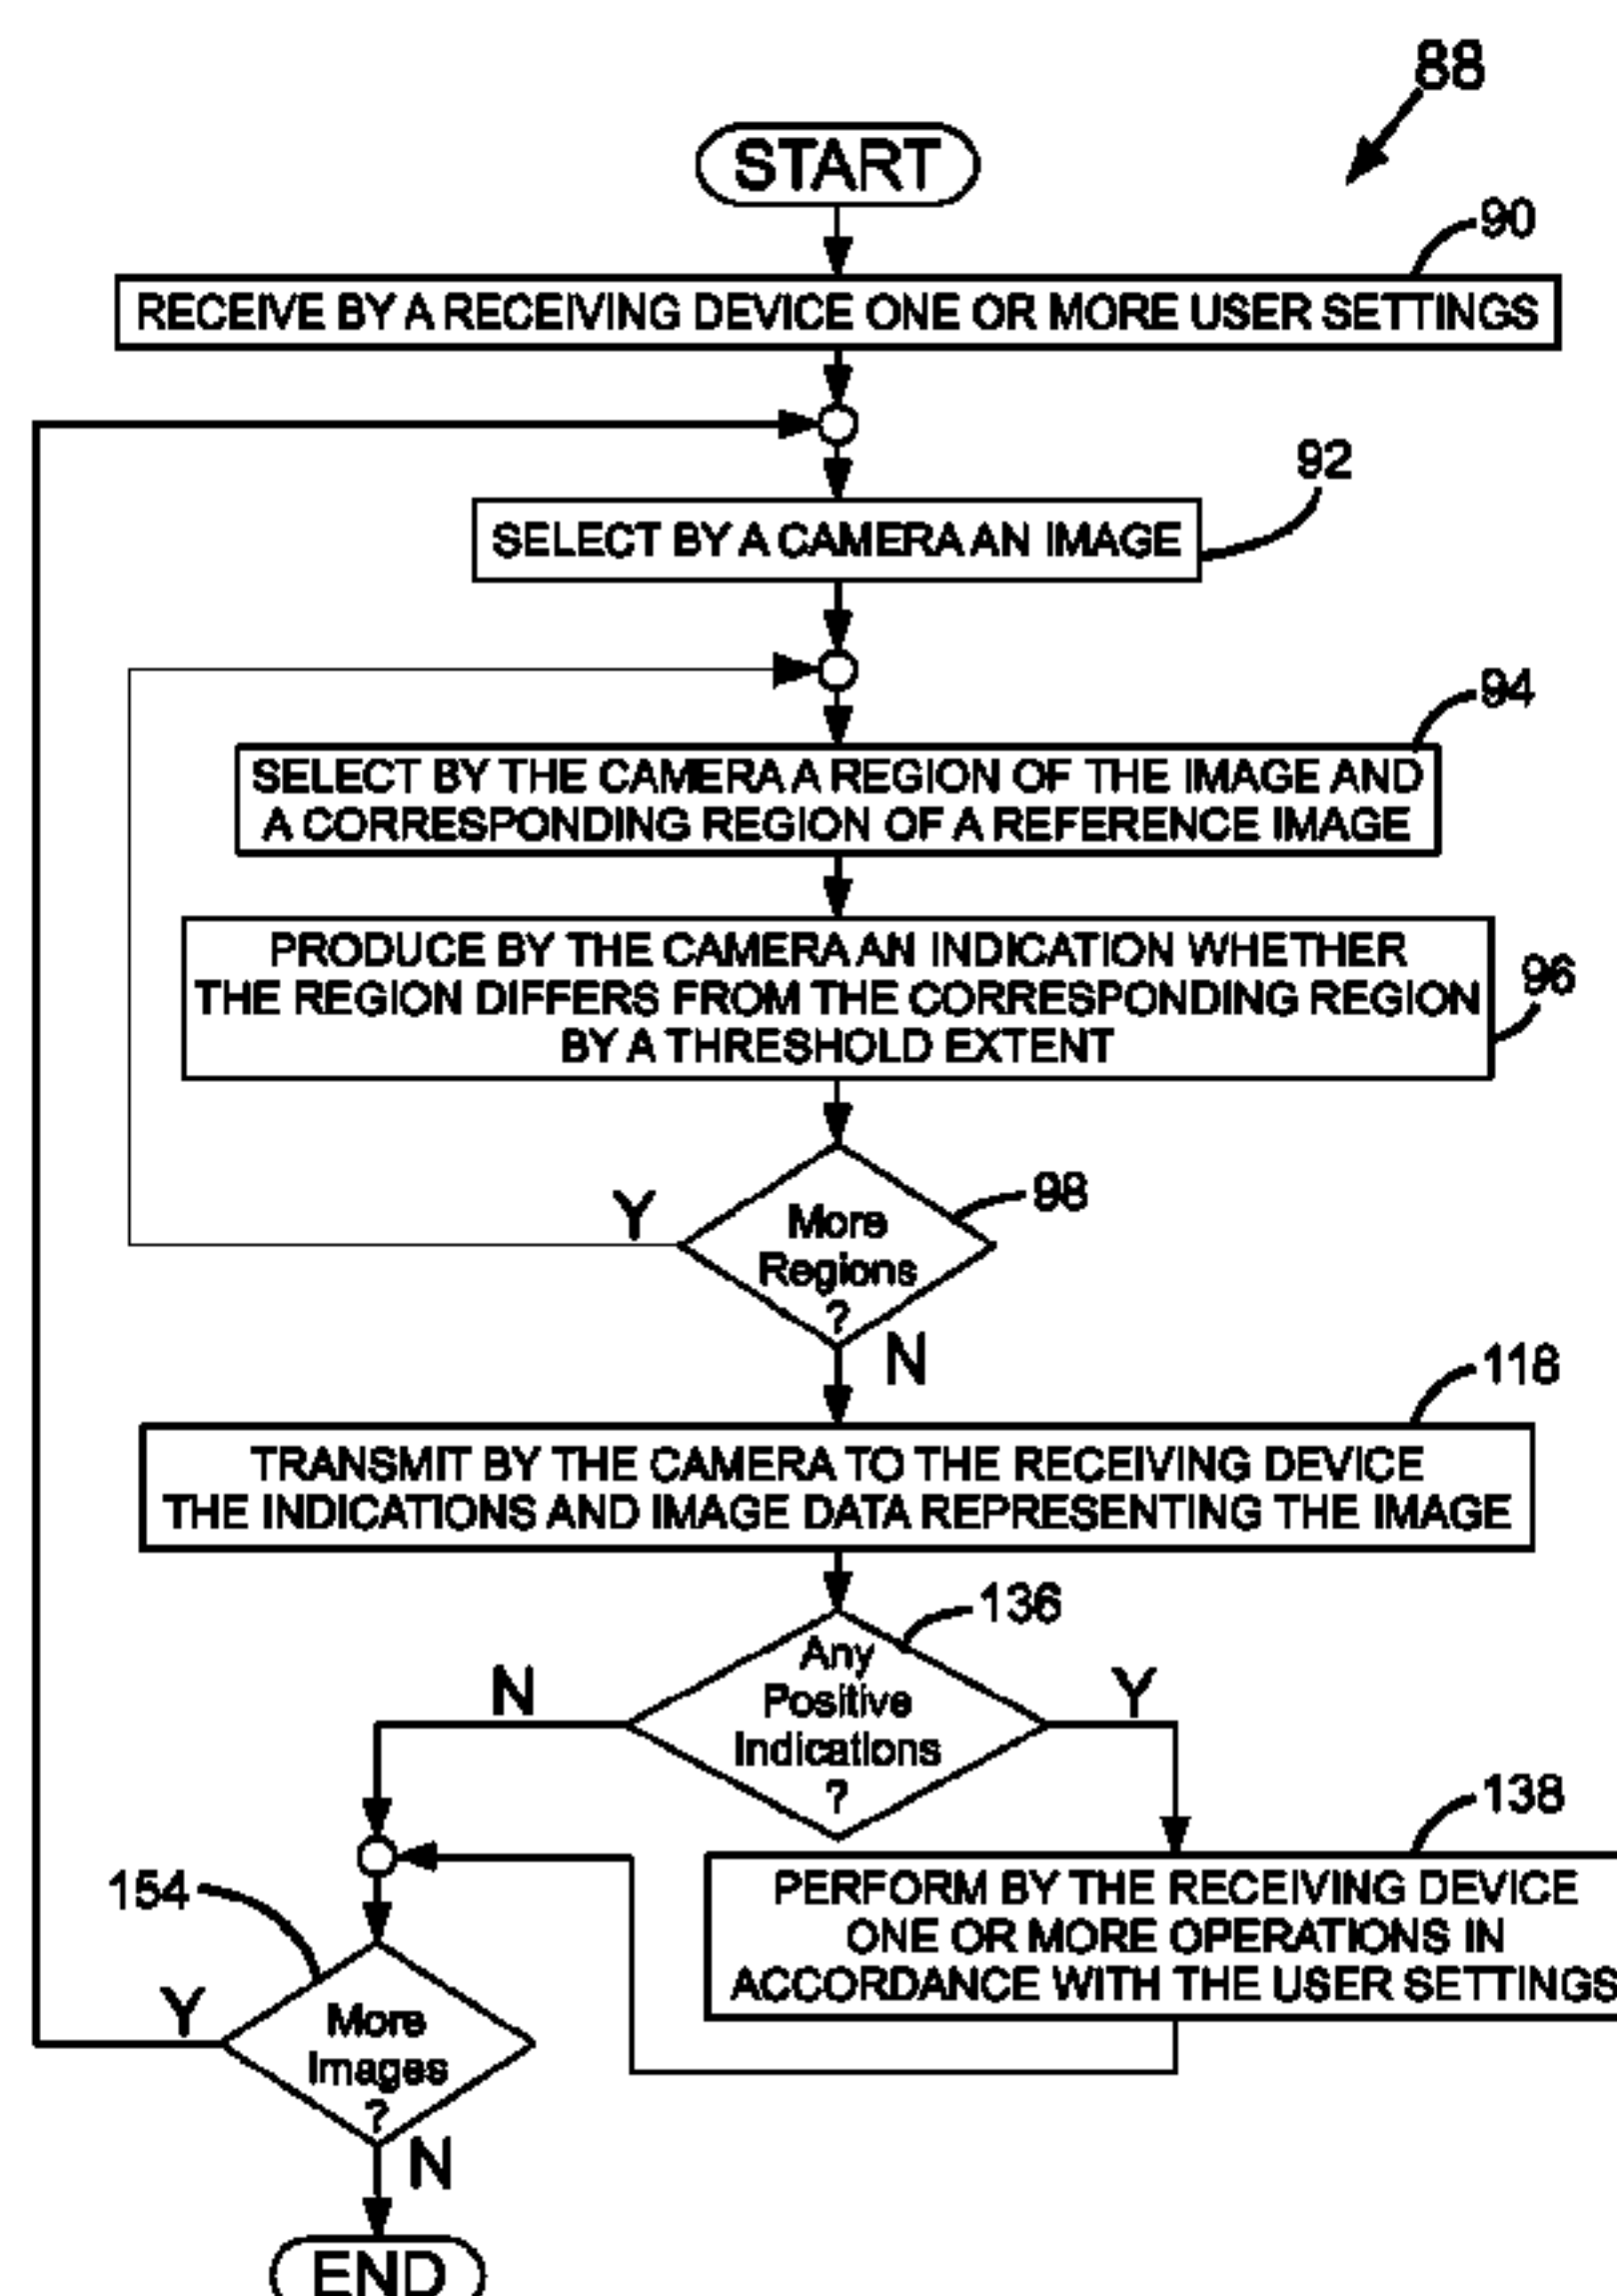 88
START
90
RECEIVE BY A RECEIVING DEVICE ONE OR MORE USER SETTINGS
92
SELECT BY A CAMERA AN IMAGE
94
SELECT BY THE CAMERA A REGION OF THE IMAGE AND
A CORRESPONDING REGION OF A REFERENCE IMAGE
PRODUCE BY THE CAMERA AN INDICATION WHETHER
96
THE REGION DIFFERS FROM THE CORRESPONDING REGION
BY A THRESHOLD EXTENT
98
Y
More
Regions
?
N
118
TRANSMIT BY THE CAMERA TO THE RECEIVING DEVICE
THE INDICATIONS AND IMAGE DATA REPRESENTING THE IMAGE
136
Any
N
Positive
Y
Indications
?
138
154
PERFORM BY THE RECEIVING DEVICE
ONE OR MORE OPERATIONS IN
ACCORDANCE WITH THE USER SETTINGS
Y
More
Images
?
N
END